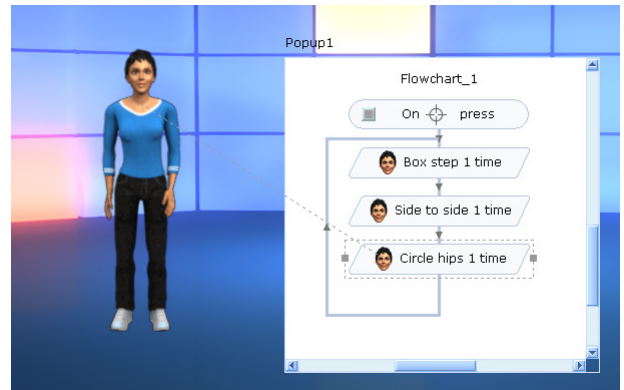 Popup1
Flowchart_1
On press
Box step 1 time
Side to side 1 time
Circle hips 1 time